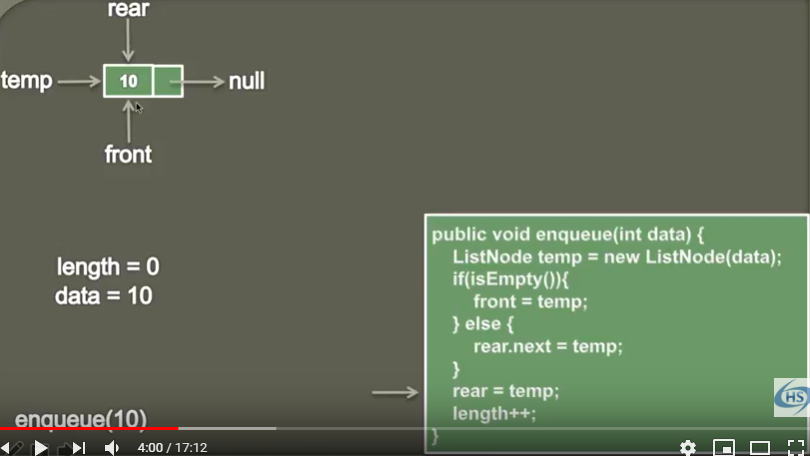 rear
temp
10
null
front
length = 0
data = 10
public void enqueue(int data) {
ListNode temp = new ListNode(data);
if(isEmpty()){
front = temp;
} else {
rear.next = temp;
}
rear = temp;
length++;
}
HS
enqueue(10)
4:00 / 17:12